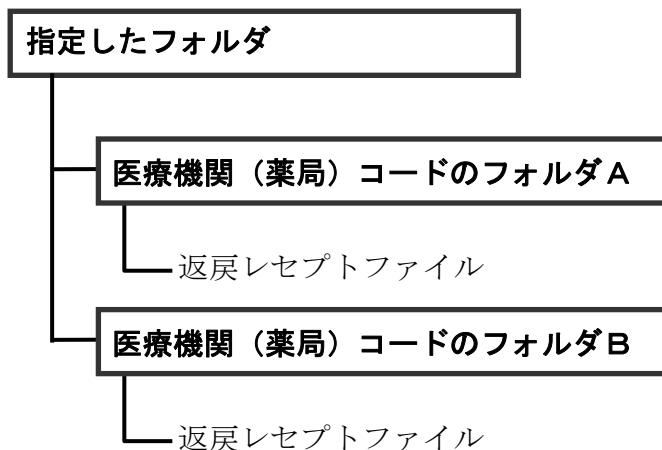 指定したフォルダ
医療機関（薬局）コードのフォルダＡ
返戻レセプトファイル
医療機関（薬局）コードのフォルダＢ
返戻レセプトファイル